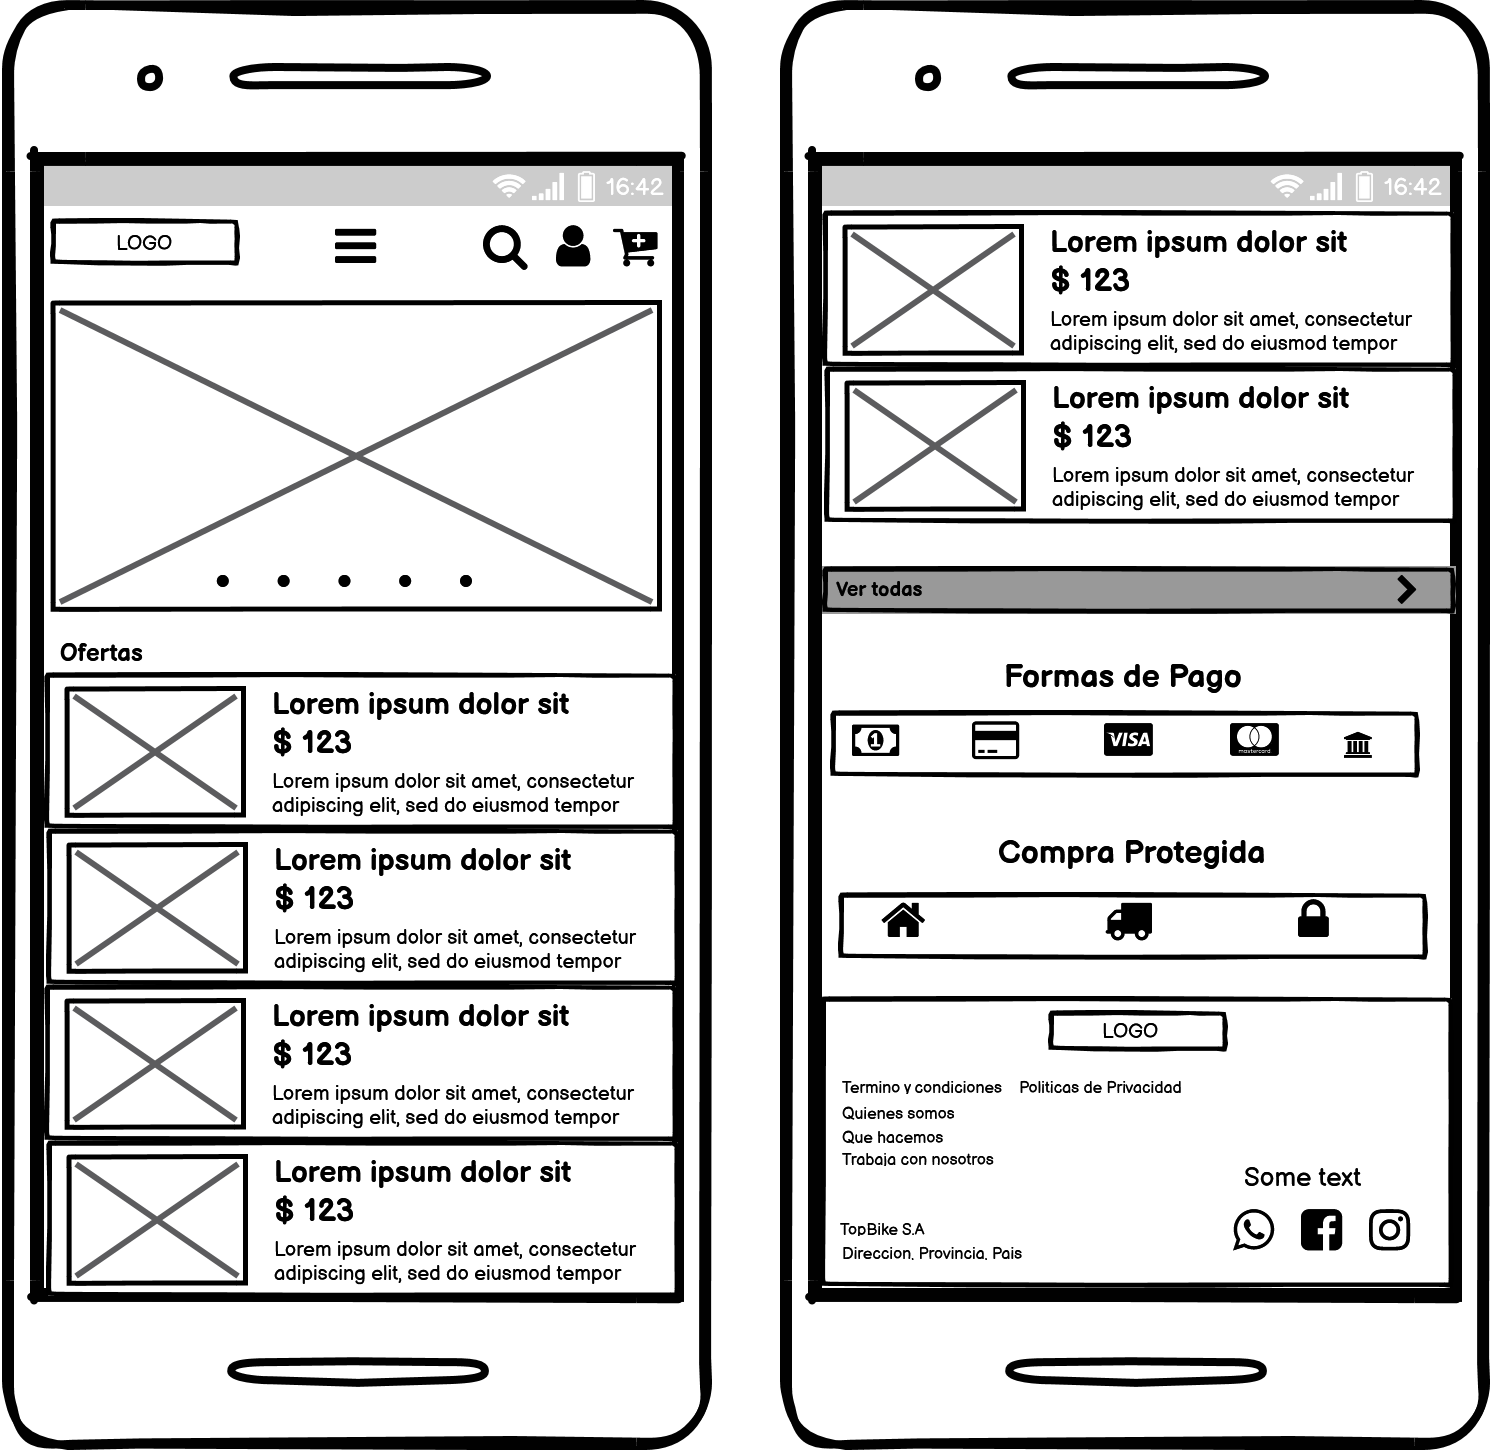 16:42
LOGO
Ofertas
Lorem ipsum dolor sit
$ 123
Lorem ipsum dolor sit amet, consectetur
adipiscing elit, sed do eiusmod tempor
Lorem ipsum dolor sit
$ 123
Lorem ipsum dolor sit amet, consectetur
adipiscing elit, sed do eiusmod tempor
Lorem ipsum dolor sit
$ 123
Lorem ipsum dolor sit amet, consectetur
adipiscing elit, sed do eiusmod tempor
Lorem ipsum dolor sit
$ 123
Lorem ipsum dolor sit amet, consectetur
adipiscing elit, sed do eiusmod tempor
16:42
Lorem ipsum dolor sit
$ 123
Lorem ipsum dolor sit amet, consectetur
adipiscing elit, sed do eiusmod tempor
Lorem ipsum dolor sit
$ 123
Lorem ipsum dolor sit amet, consectetur
adipiscing elit, sed do eiusmod tempor
Ver todas
Formas de Pago
1 VISA mastercard
Compra Protegida
LOGO
Termino y condiciones Politicas de Privacidad
Quienes somos
Que hacemos
Trabaja con nosotros
Some text
TopBike S.A
Direccion, Provincia, Pais